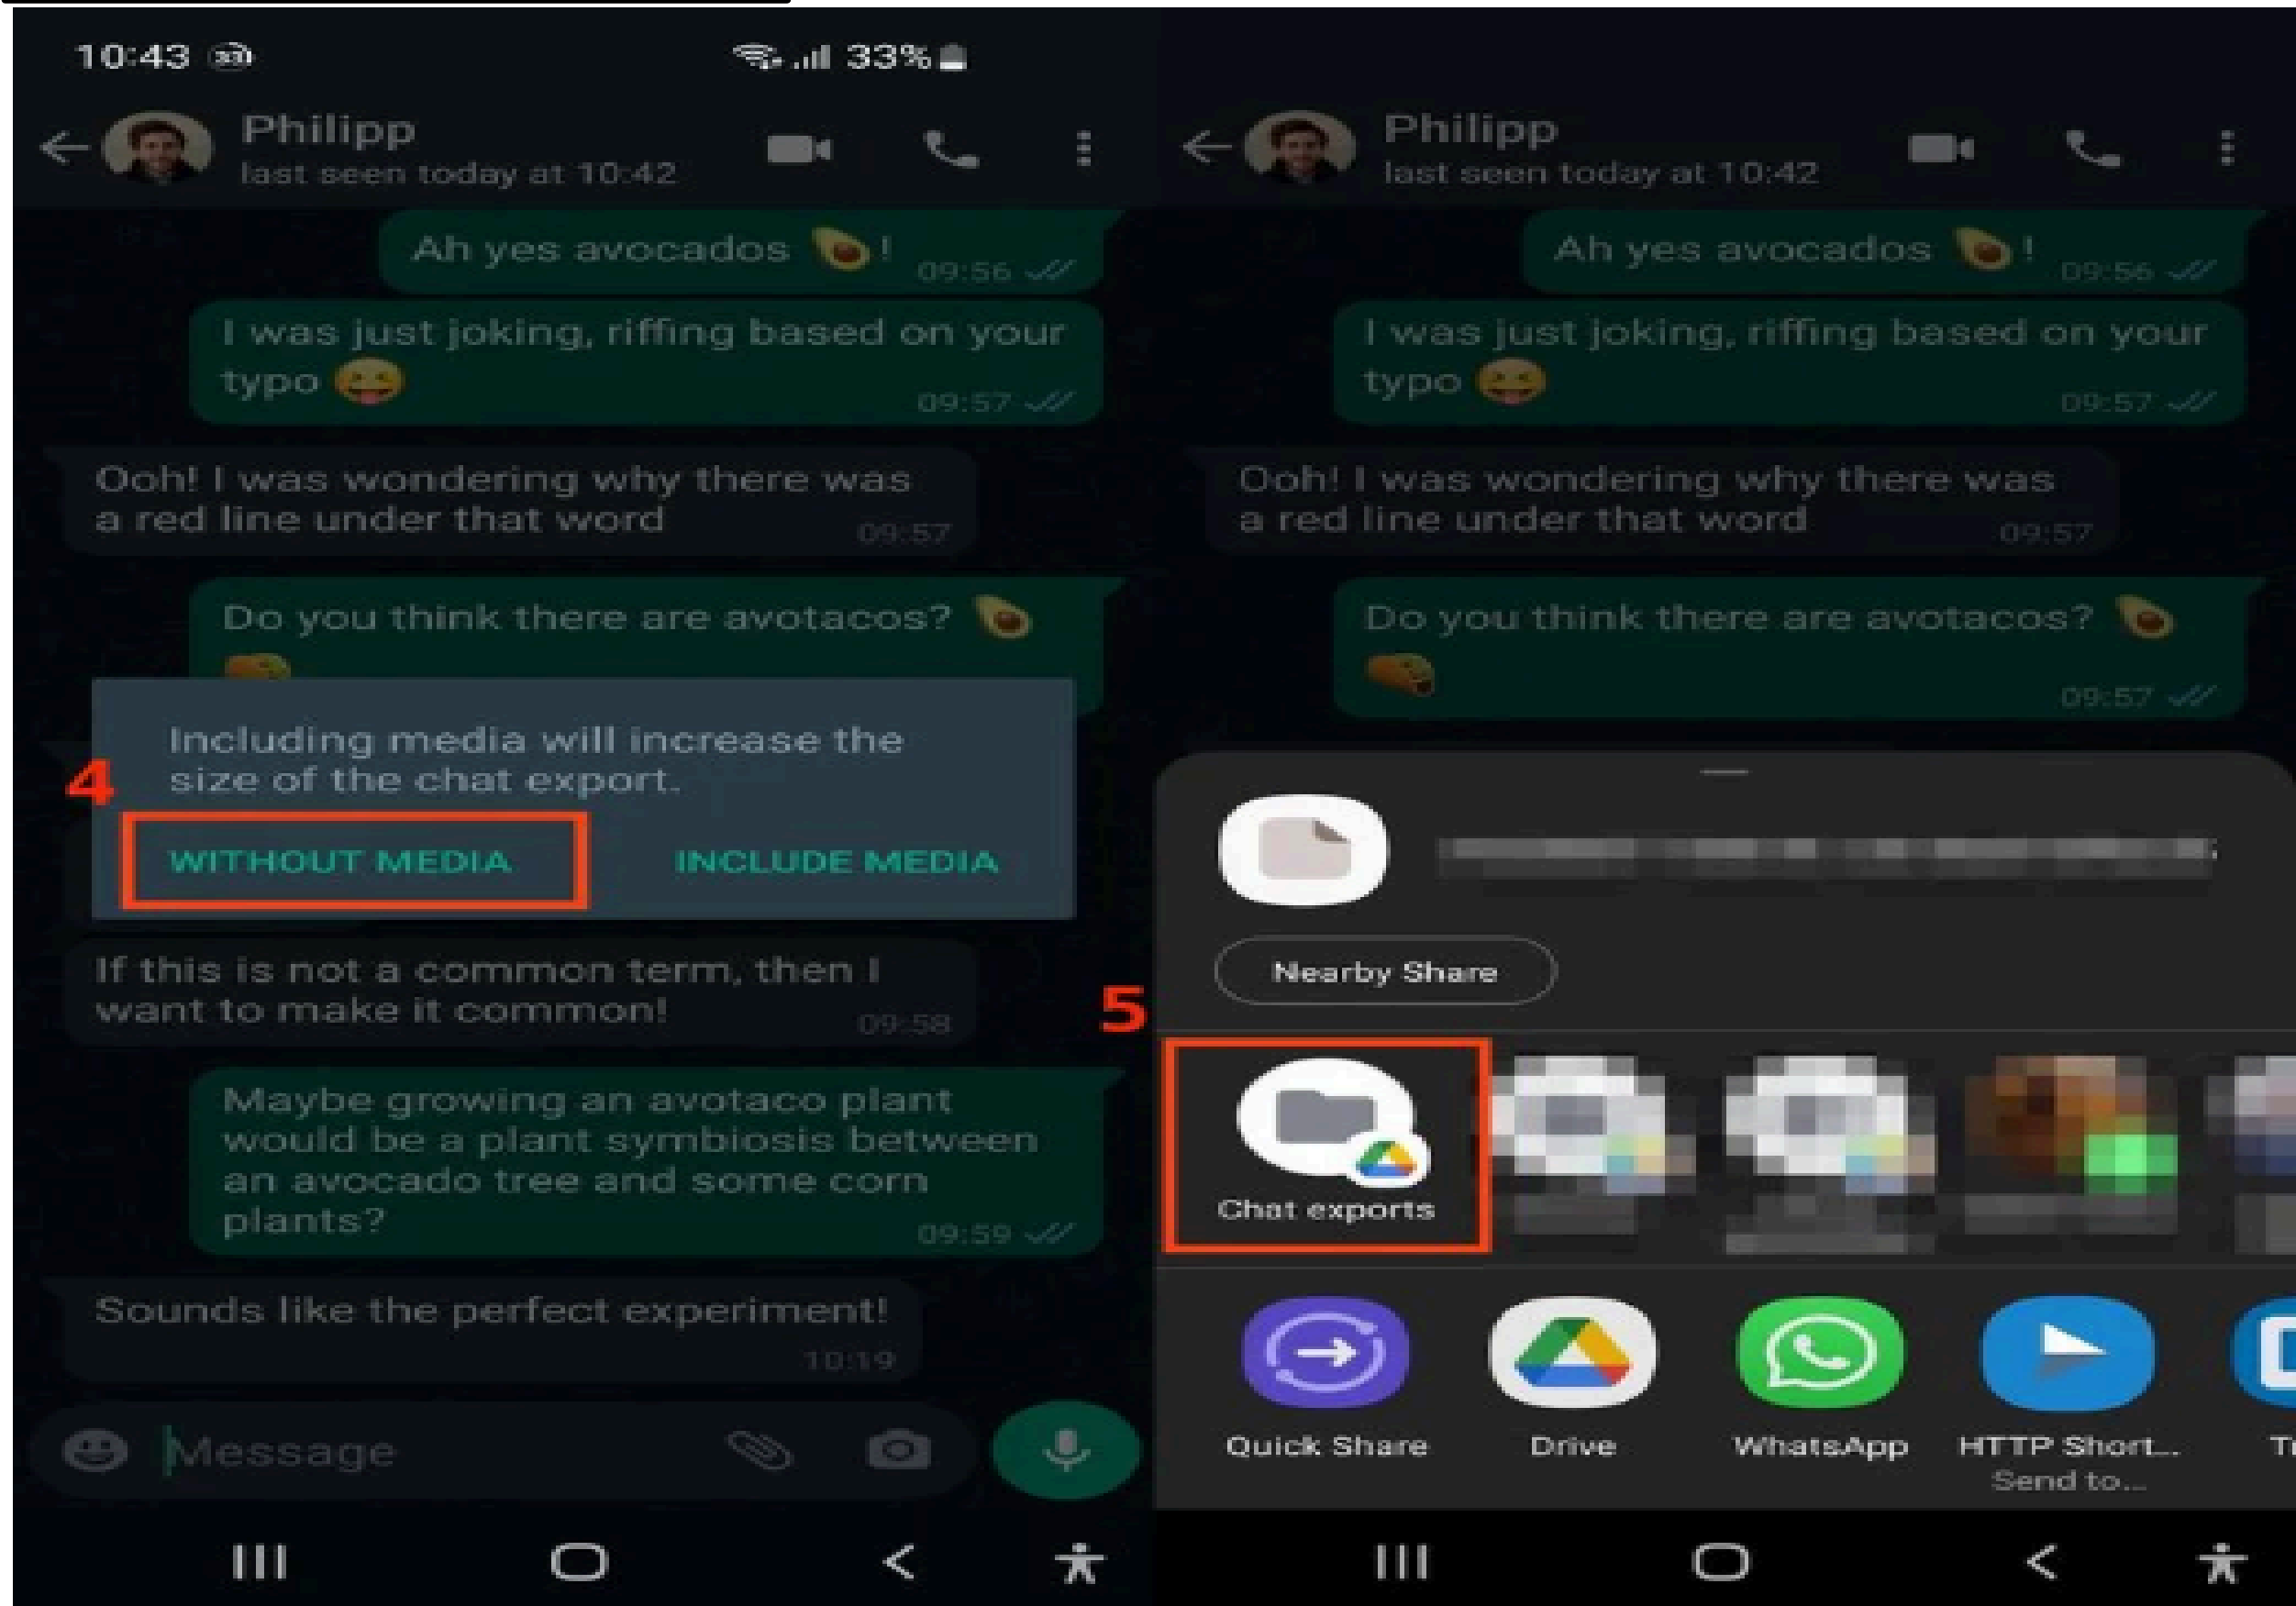 10:43
33%
Philipp
last seen today at 10:42
Ah yes avocados 🥑!
09:56
I was just joking, riffing based on your
typo 😝
09:57
Ooh! I was wondering why there was
a red line under that word
09:57
Do you think there are avotacos? 🥑
🌮
Including media will increase the
size of the chat export.
4
WITHOUT MEDIA
INCLUDE MEDIA
If this is not a common term, then I
want to make it common!
09:58
Maybe growing an avotaco plant
would be a plant symbiosis between
an avocado tree and some corn
plants?
09:59
Sounds like the perfect experiment!
10:19
Message
Philipp
last seen today at 10:42
Ah yes avocados 🥑!
09:56
I was just joking, riffing based on your
typo 😝
09:57
Ooh! I was wondering why there was
a red line under that word
09:57
Do you think there are avotacos? 🥑
🌮
09:57
Nearby Share
5
Chat exports
Quick Share
Drive
WhatsApp
HTTP Short...
Send to...